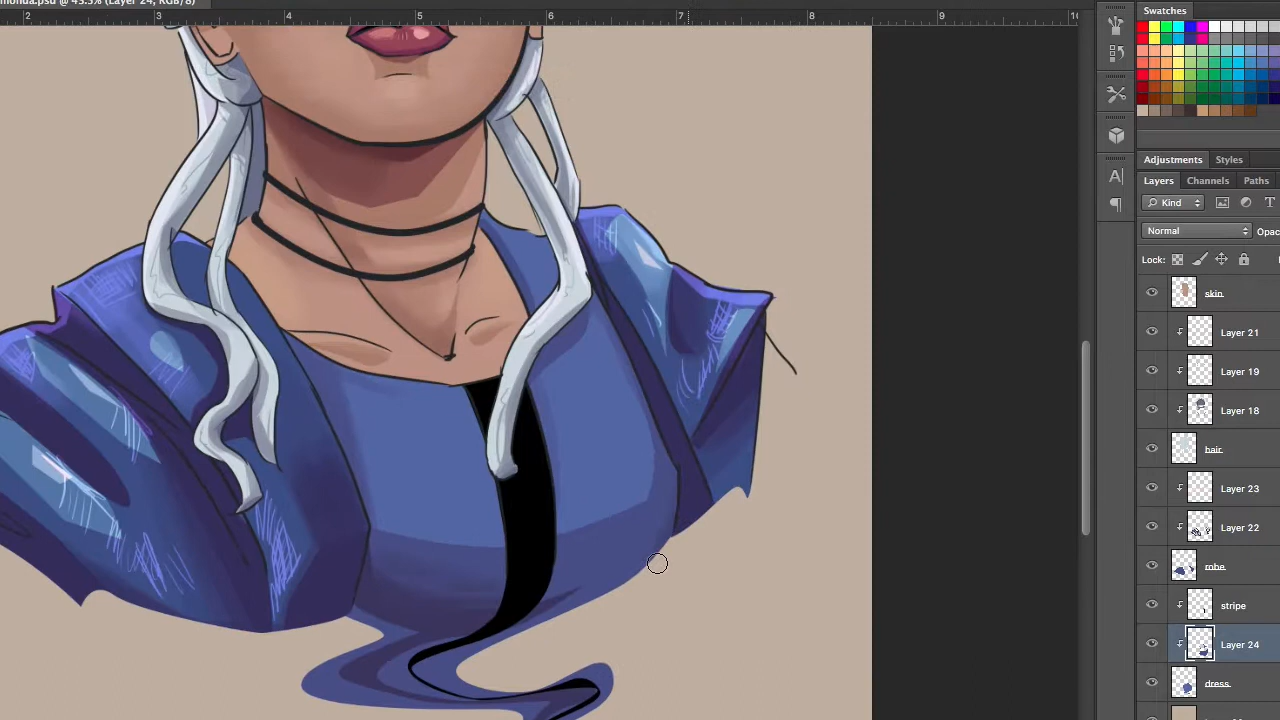 monda.psd @ 43.3% (Layer 24, RGB/8)
2 3 4 5 6 7 8 9 10
Swatches
Adjustments Styles
Layers Channels Paths
Kind
Normal Opac
Lock:
skin
Layer 21
Layer 19
Layer 18
hair
Layer 23
Layer 22
robe
stripe
Layer 24
dress